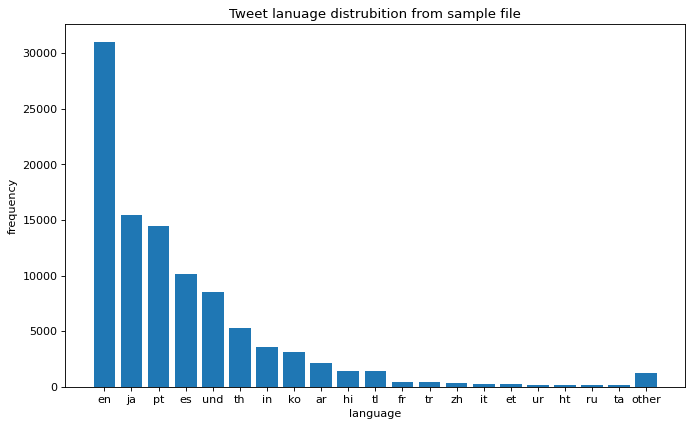 Tweet lanuage distrubition from sample file
frequency
30000
25000
20000
15000
10000
5000
0
en ja pt es und th in ko ar hi tl fr tr zh it et ur ht ru ta other
language